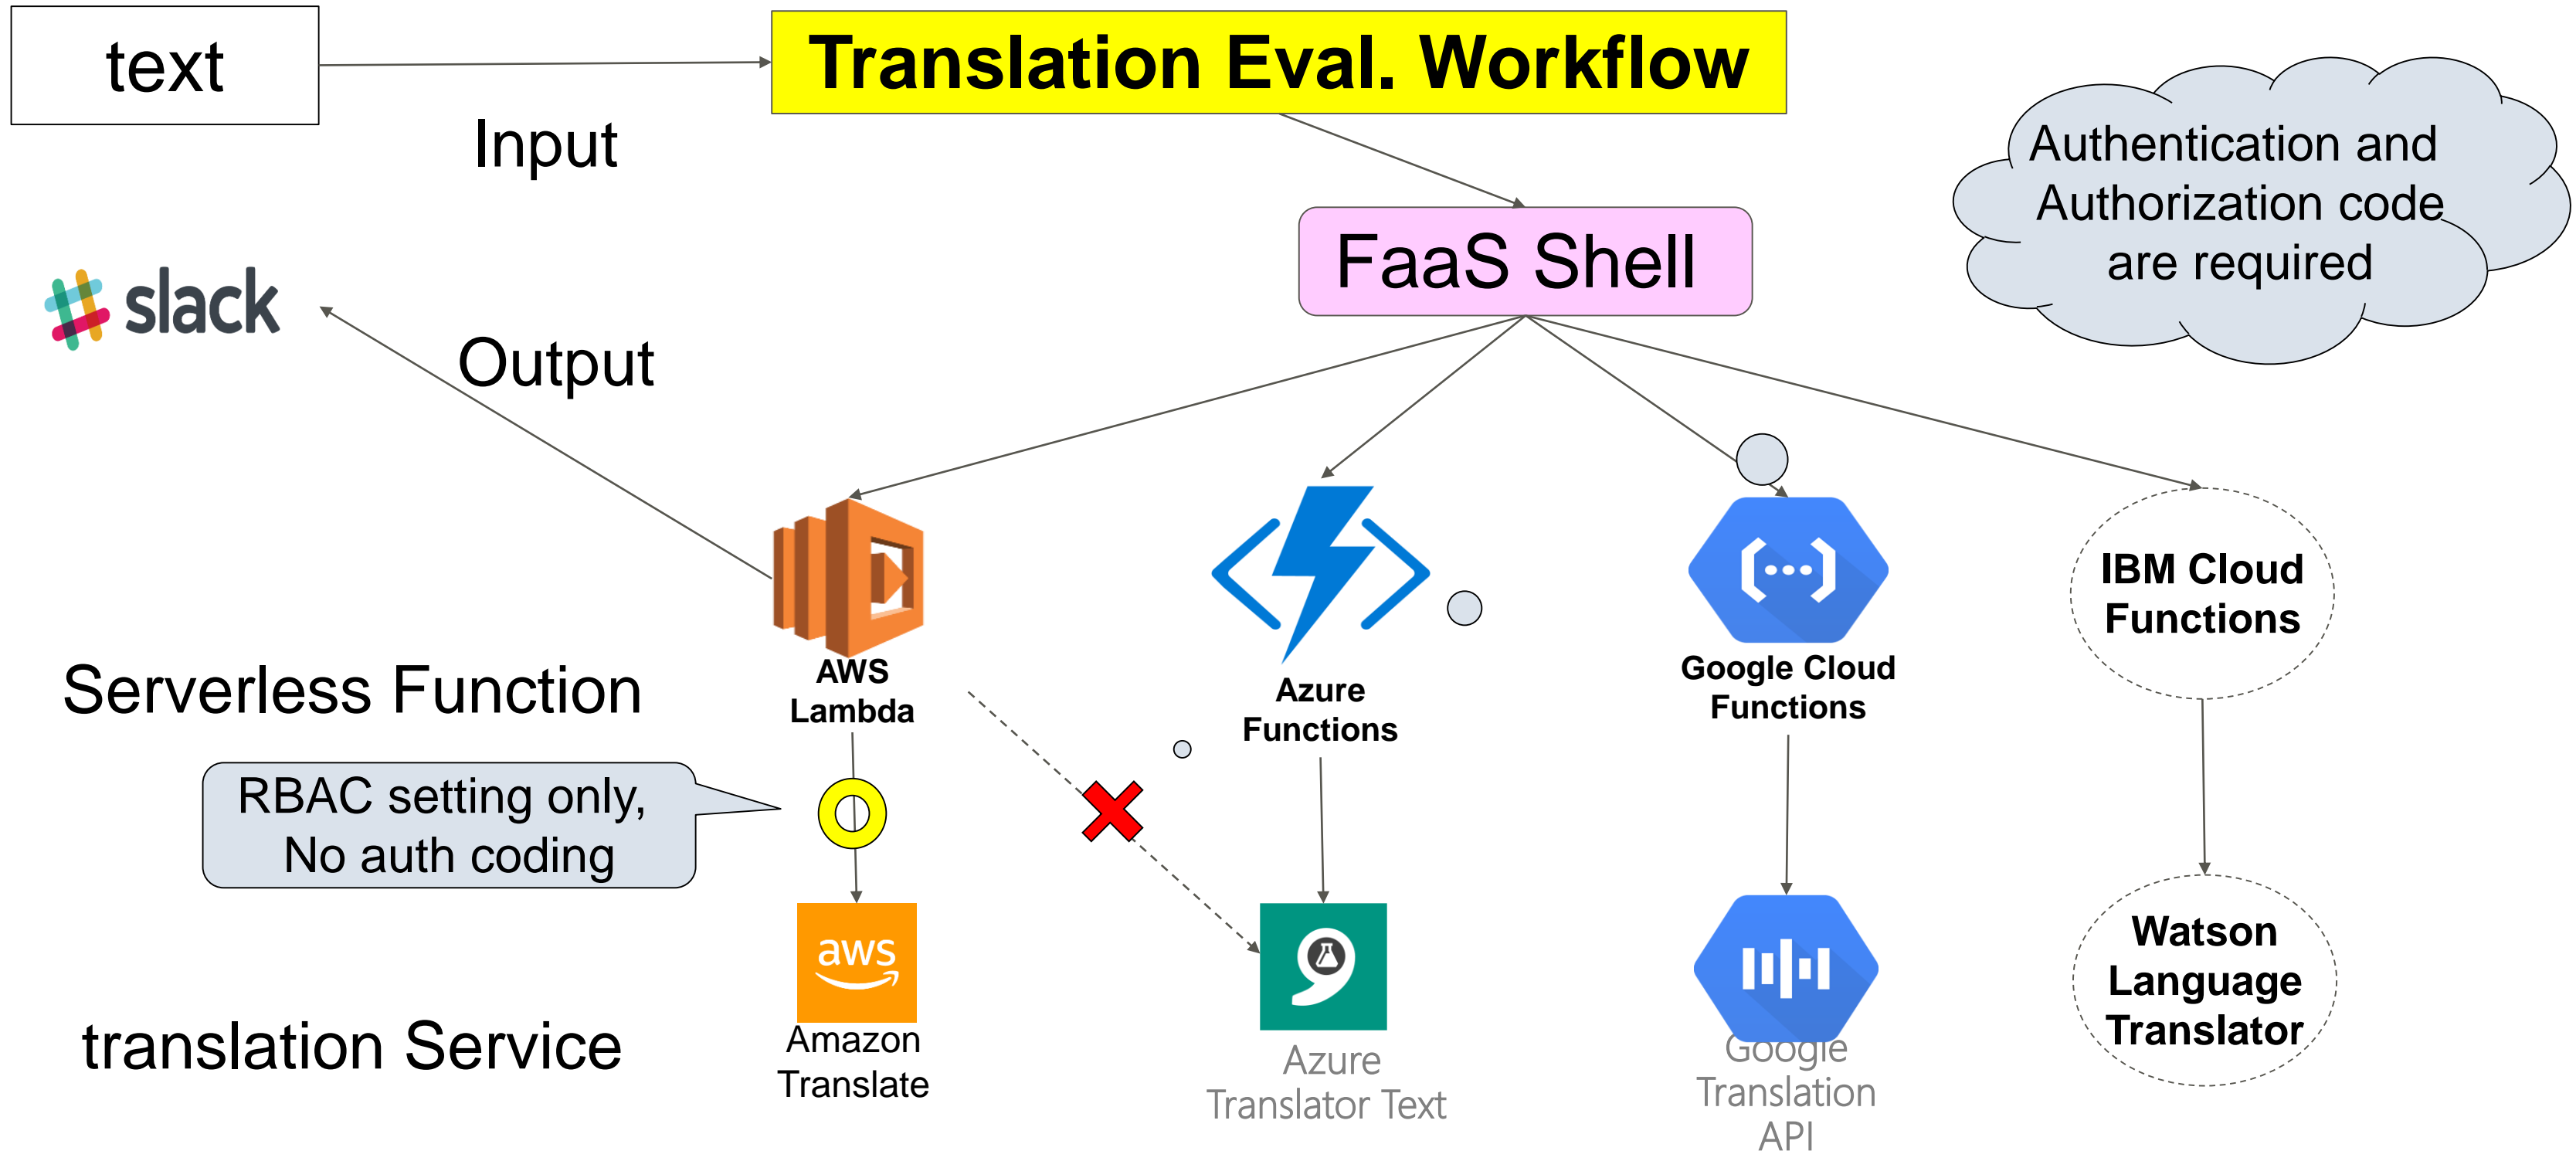 text
Translation Eval. Workflow
Input
Authentication and
Authorization code
are required
FaaS Shell
slack
Output
IBM Cloud
Functions
Serverless Function
AWS
Lambda
Azure
Functions
Google Cloud
Functions
RBAC setting only,
No auth coding
aws
Watson
Language
Translator
translation Service
Amazon
Translate
Azure
Translator Text
Google
Translation
API